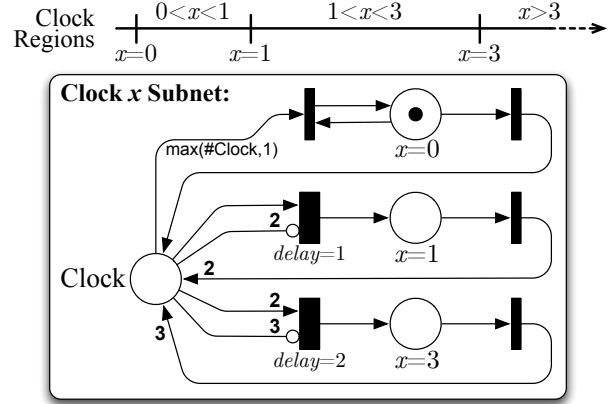 Clock
Regions
0<x<1
1<x<3
x>3
x=0
x=1
x=3
Clock x Subnet:
max(#Clock,1)
x=0
2
delay=1
x=1
Clock
2
2
3
delay=2
x=3
3